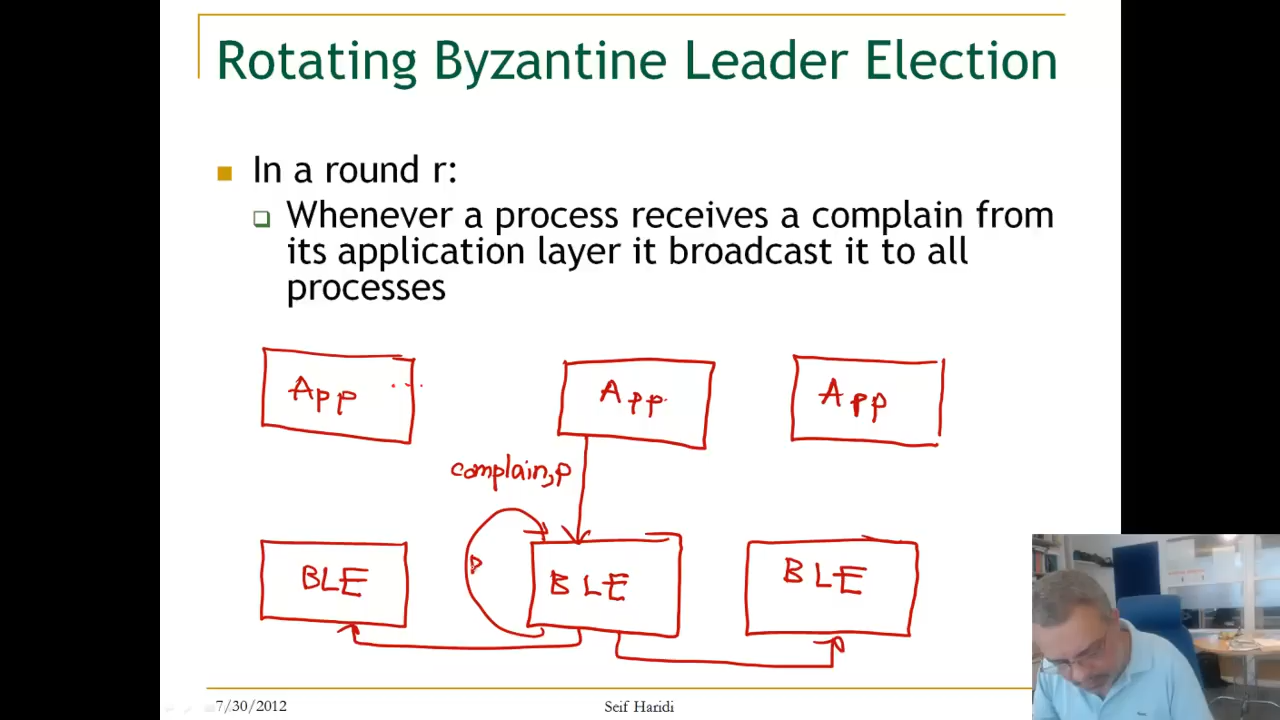 Rotating Byzantine Leader Election
In a round r:
Whenever a process receives a complain from
its application layer it broadcast it to all
processes
App
App
App
complain,p
P
BLE
BLE
BLE
7/30/2012
Seif Haridi